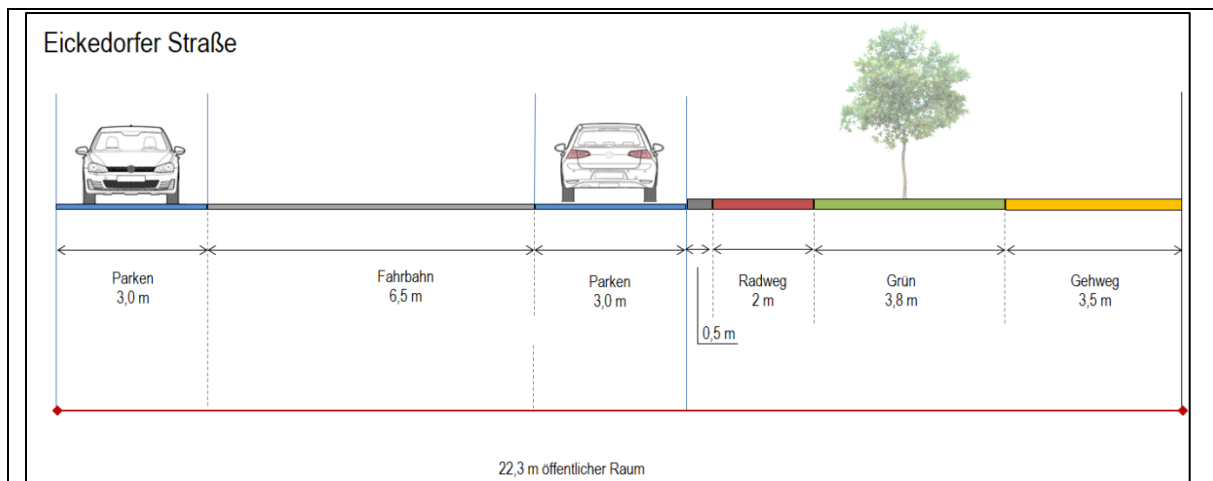 Eickedorfer Straße
Parken
3,0 m
Fahrbahn
6,5 m
Parken
3,0 m
0,5 m
Radweg
2 m
Grün
3,8 m
Gehweg
3,5 m
22,3 m öffentlicher Raum